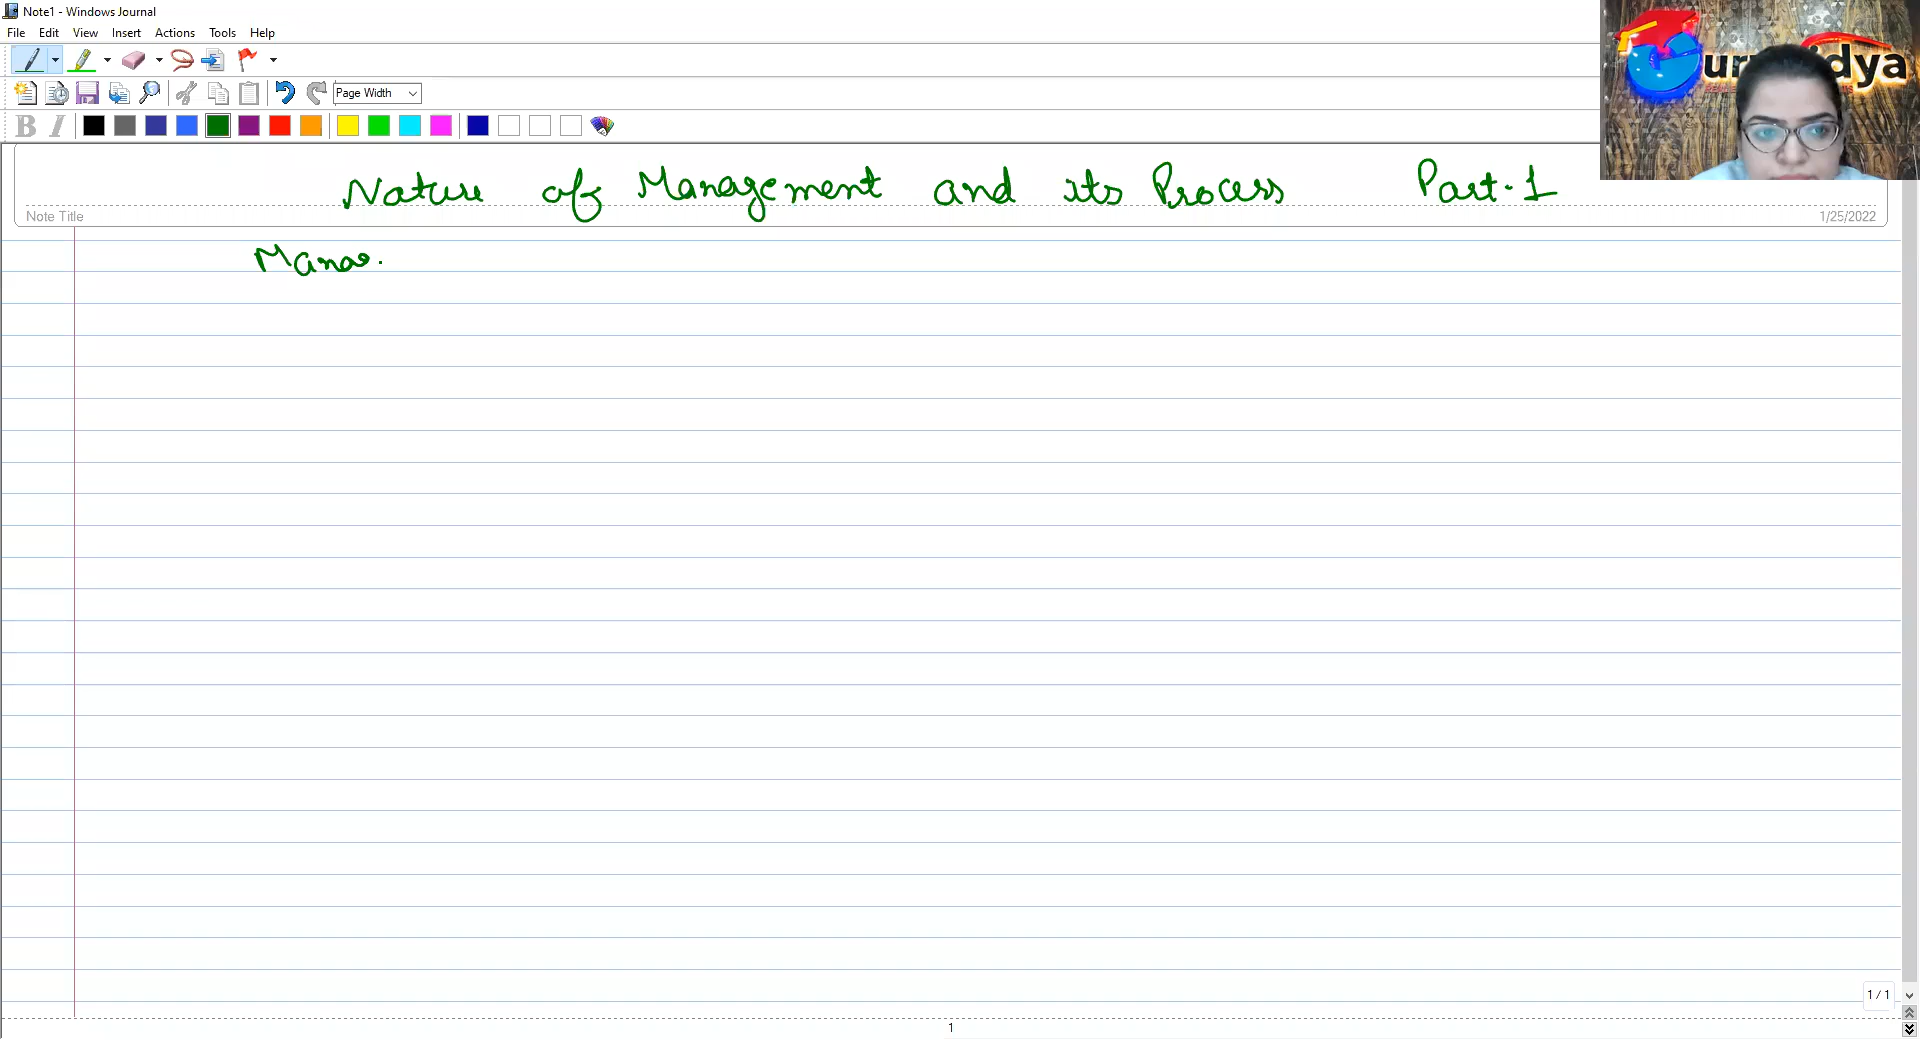 Note1 - Windows Journal
File Edit View Insert Actions Tools Help
Page Width
B I
Nature of Management and its Process Part-1
Note Title
1/25/2022
Manage
1 / 1
1